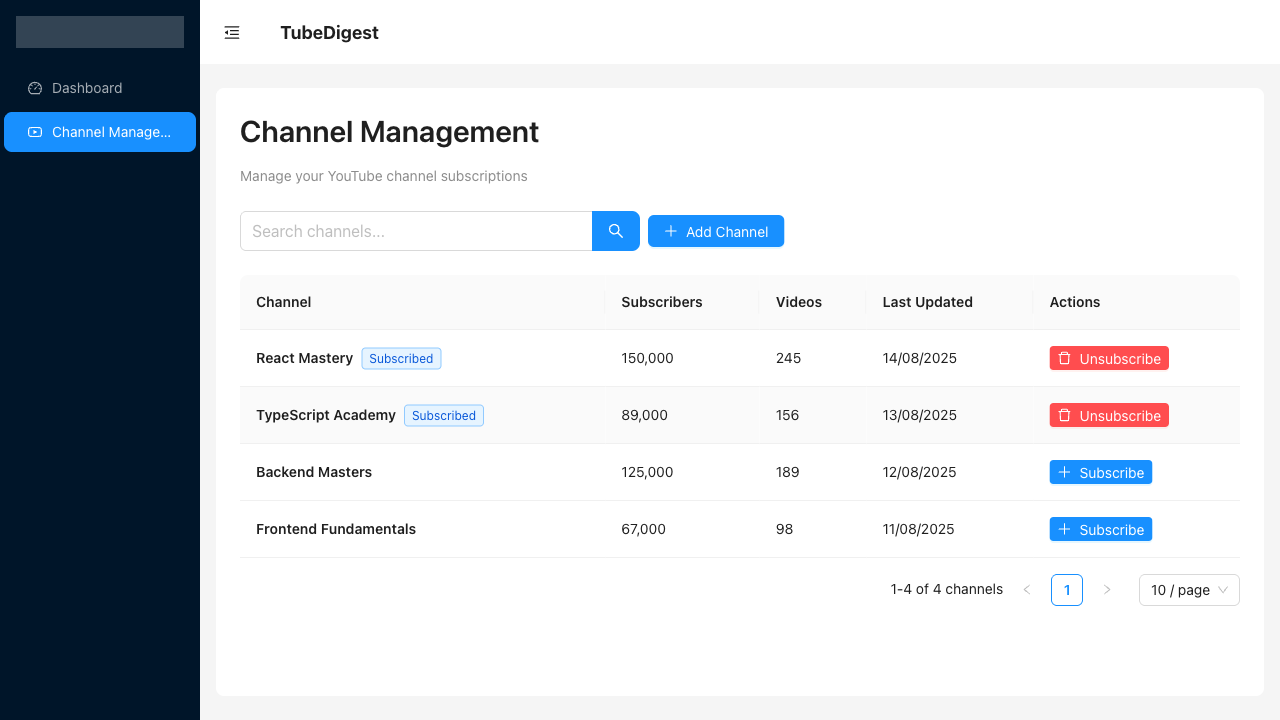 TubeDigest
Dashboard
Channel Manage...
Channel Management
Manage your YouTube channel subscriptions
Search channels...
Add Channel
Channel Subscribers Videos Last Updated Actions
React Mastery Subscribed 150,000 245 14/08/2025 Unsubscribe
TypeScript Academy Subscribed 89,000 156 13/08/2025 Unsubscribe
Backend Masters 125,000 189 12/08/2025 Subscribe
Frontend Fundamentals 67,000 98 11/08/2025 Subscribe
1-4 of 4 channels 1 10 / page